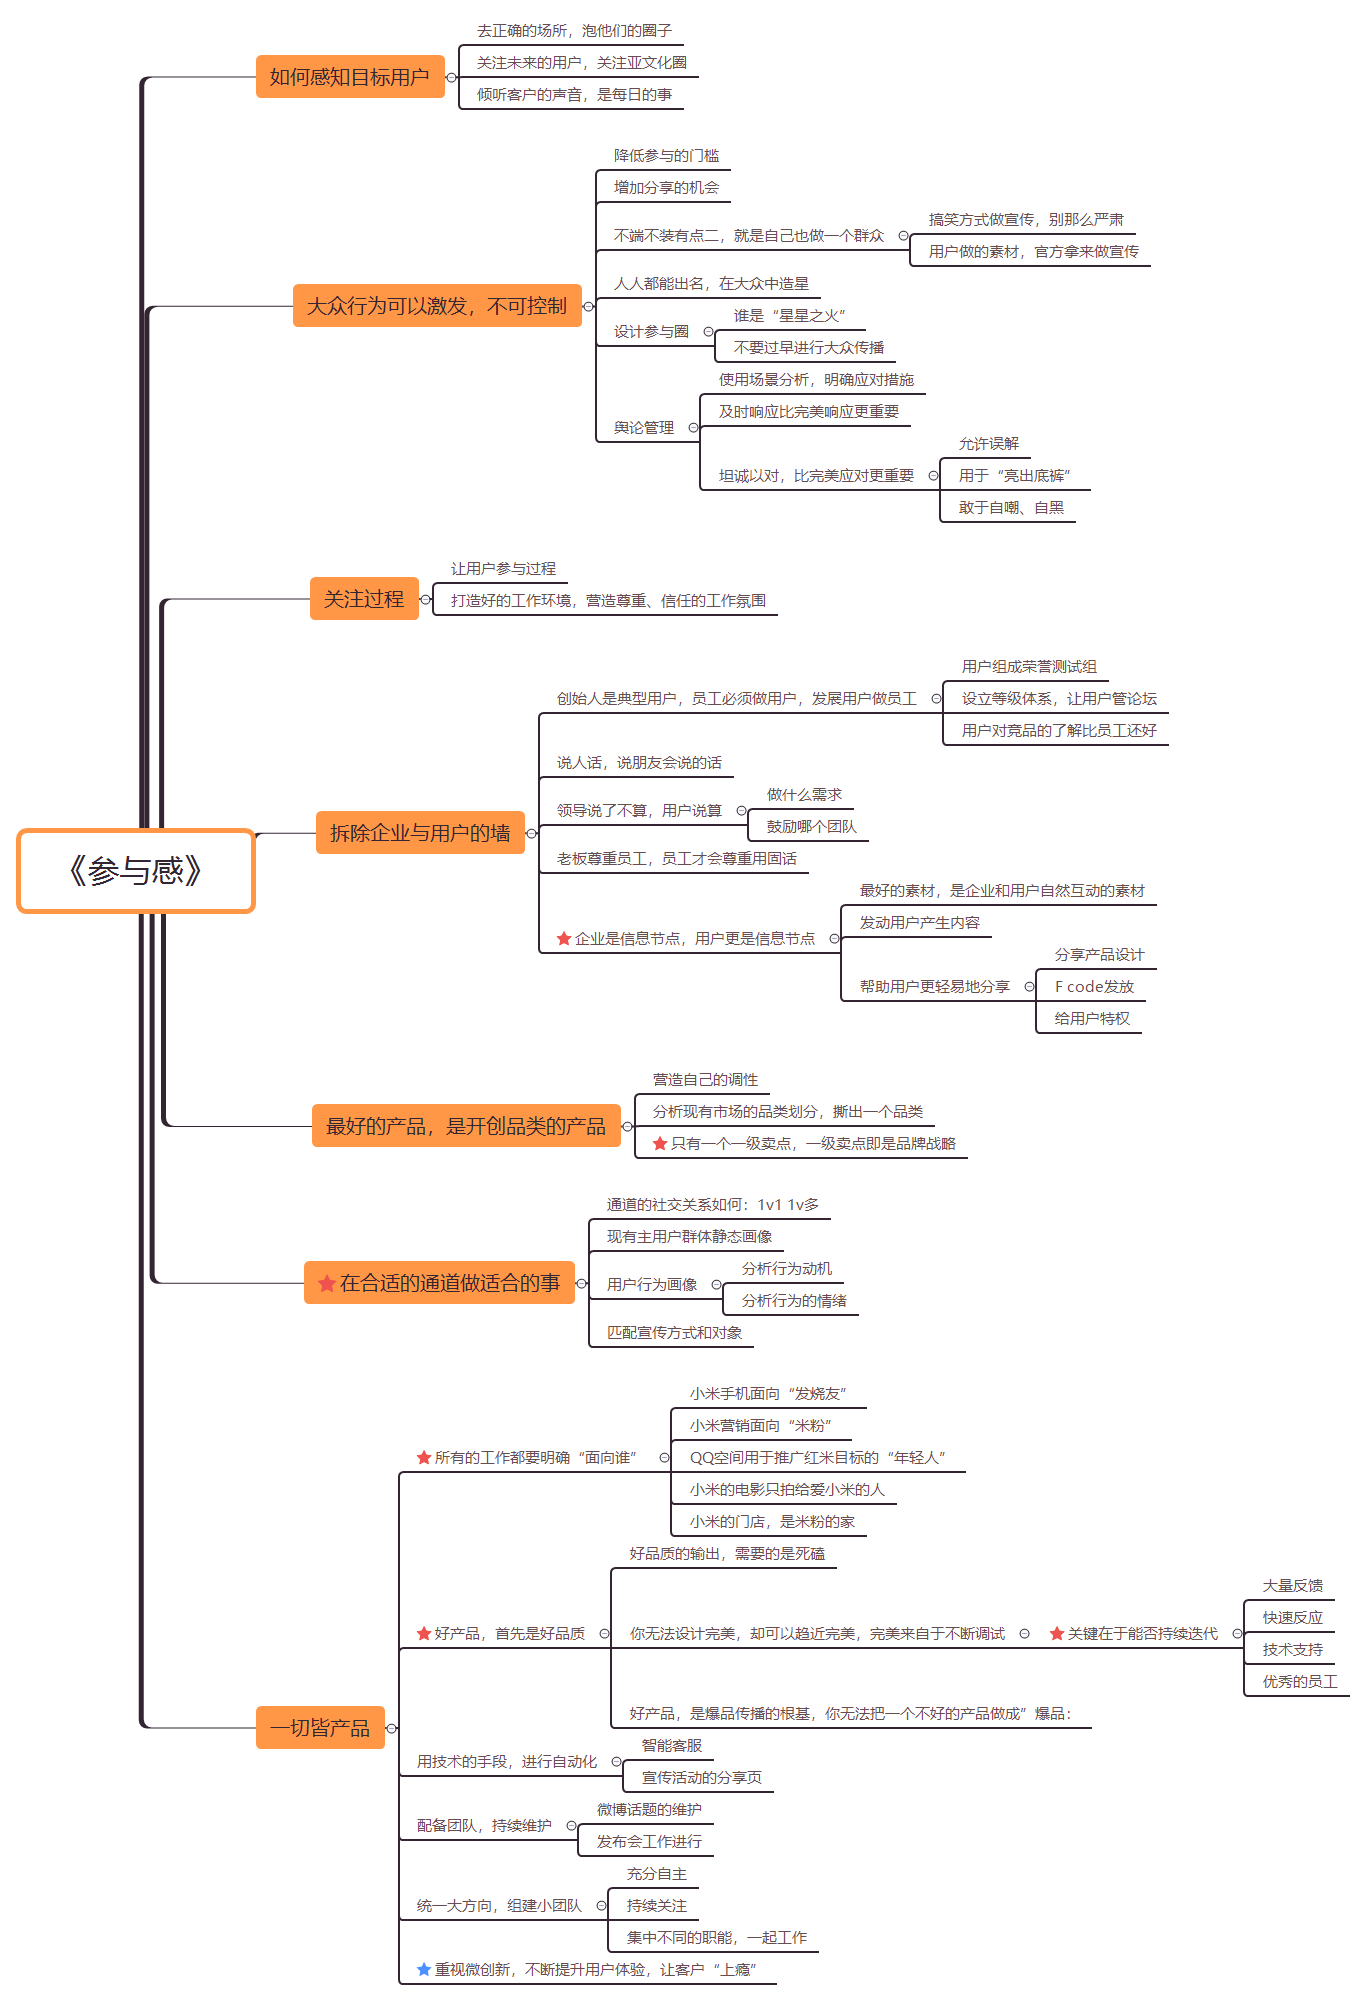 《参与感》
如何感知目标用户
去正确的场所，泡他们的圈子
关注未来的用户，关注亚文化圈
倾听客户的声音，是每日的事
大众行为可以激发，不可控制
降低参与的门槛
增加分享的机会
不端不装有点二，就是自己也做一个群众
搞笑方式做宣传，别那么严肃
用户做的素材，官方拿来做宣传
人人都能出名，在大众中造星
设计参与圈
谁是“星星之火”
不要过早进行大众传播
舆论管理
使用场景分析，明确应对措施
及时响应比完美响应更重要
坦诚以对，比完美应对更重要
允许误解
用于“亮出底裤”
敢于自嘲、自黑
关注过程
让用户参与过程
打造好的工作环境，营造尊重、信任的工作氛围
拆除企业与用户的墙
创始人是典型用户，员工必须做用户，发展用户做员工
用户组成荣誉测试组
设立等级体系，让用户管论坛
用户对竟品的了解比员工还好
说人话，说朋友会说的话
领导说了不算，用户说算
做什么需求
鼓励哪个团队
老板尊重员工，员工才会尊重用固话
企业是信息节点，用户更是信息节点
最好的素材，是企业和用户自然互动的素材
发动用户产生内容
帮助用户更轻易地分享
分享产品设计
F code发放
给用户特权
最好的产品，是开创品类的产品
营造自己的调性
分析现有市场的品类划分，撕出一个品类
只有一个一级卖点，一级卖点即是品牌战略
在合适的通道做适合的事
通道的社交关系如何：1v1 1v多
现有主用户群体静态画像
用户行为画像
分析行为动机
分析行为的情绪
匹配宣传方式和对象
一切皆产品
所有的工作都要明确“面向谁”
小米手机面向“发烧友”
小米营销面向“米粉”
QQ空间用于推广红米目标的“年轻人”
小米的电影只拍给爱小米的人
小米的门店，是米粉的家
好产品，首先是好品质
好品质的输出，需要的是死磕
你无法设计完美，却可以趋近完美，完美来自于不断调试
关键在于能否持续迭代
大量反馈
快速反应
技术支持
优秀的员工
好产品，是爆品传播的根基，你无法把一个不好的产品做成”爆品：
用技术的手段，进行自动化
智能客服
宣传活动的分享页
配备团队，持续维护
微博话题的维护
发布会工作进行
统一大方向，组建小团队
充分自主
持续关注
集中不同的职能，一起工作
重视微创新，不断提升用户体验，让客户“上瘾”